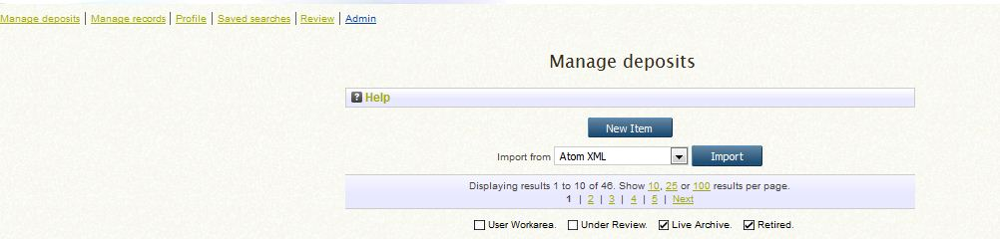 Manage deposits | Manage records | Profile | Saved searches | Review | Admin
Manage deposits
? Help
New Item
Import from Atom XML Import
Displaying results 1 to 10 of 46. Show 10, 25 or 100 results per page.
1 | 2 | 3 | 4 | 5 | Next
User Workarea. Under Review. Live Archive. Retired.